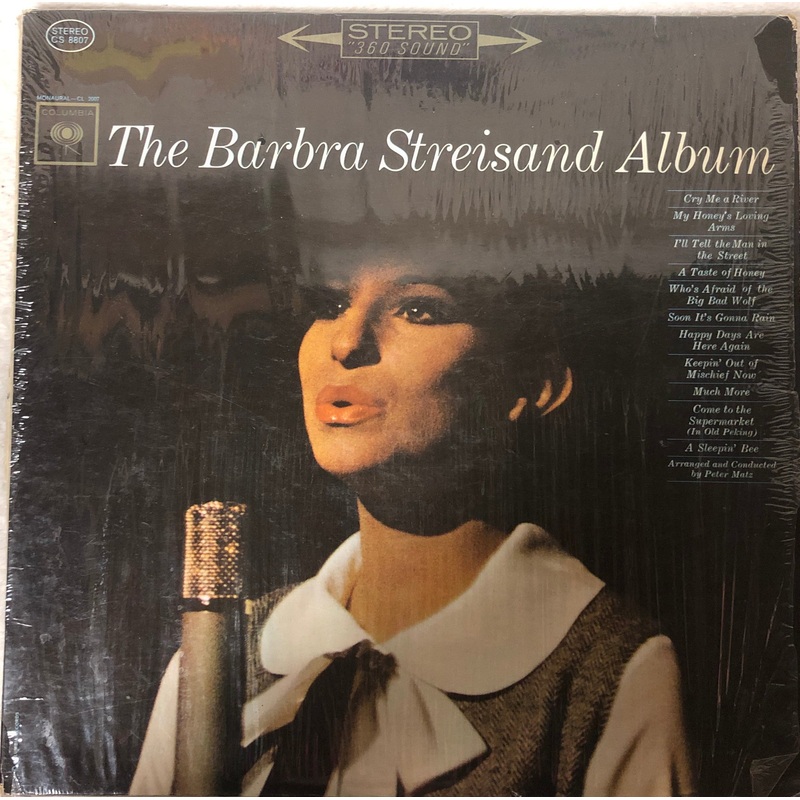 STEREO
CS 8807
STEREO
"360 SOUND"
MONAURAL—CL 2007
COLUMBIA
The Barbra Streisand Album
Cry Me a River
My Honey's Loving
Arms
I'll Tell the Man in
the Street
A Taste of Honey
Who's Afraid of the
Big Bad Wolf
Soon It's Gonna Rain
Happy Days Are
Here Again
Keepin' Out of
Mischief Now
Much More
Come to the
Supermarket
(In Old Peking)
A Sleepin' Bee
Arranged and Conducted
by Peter Matz